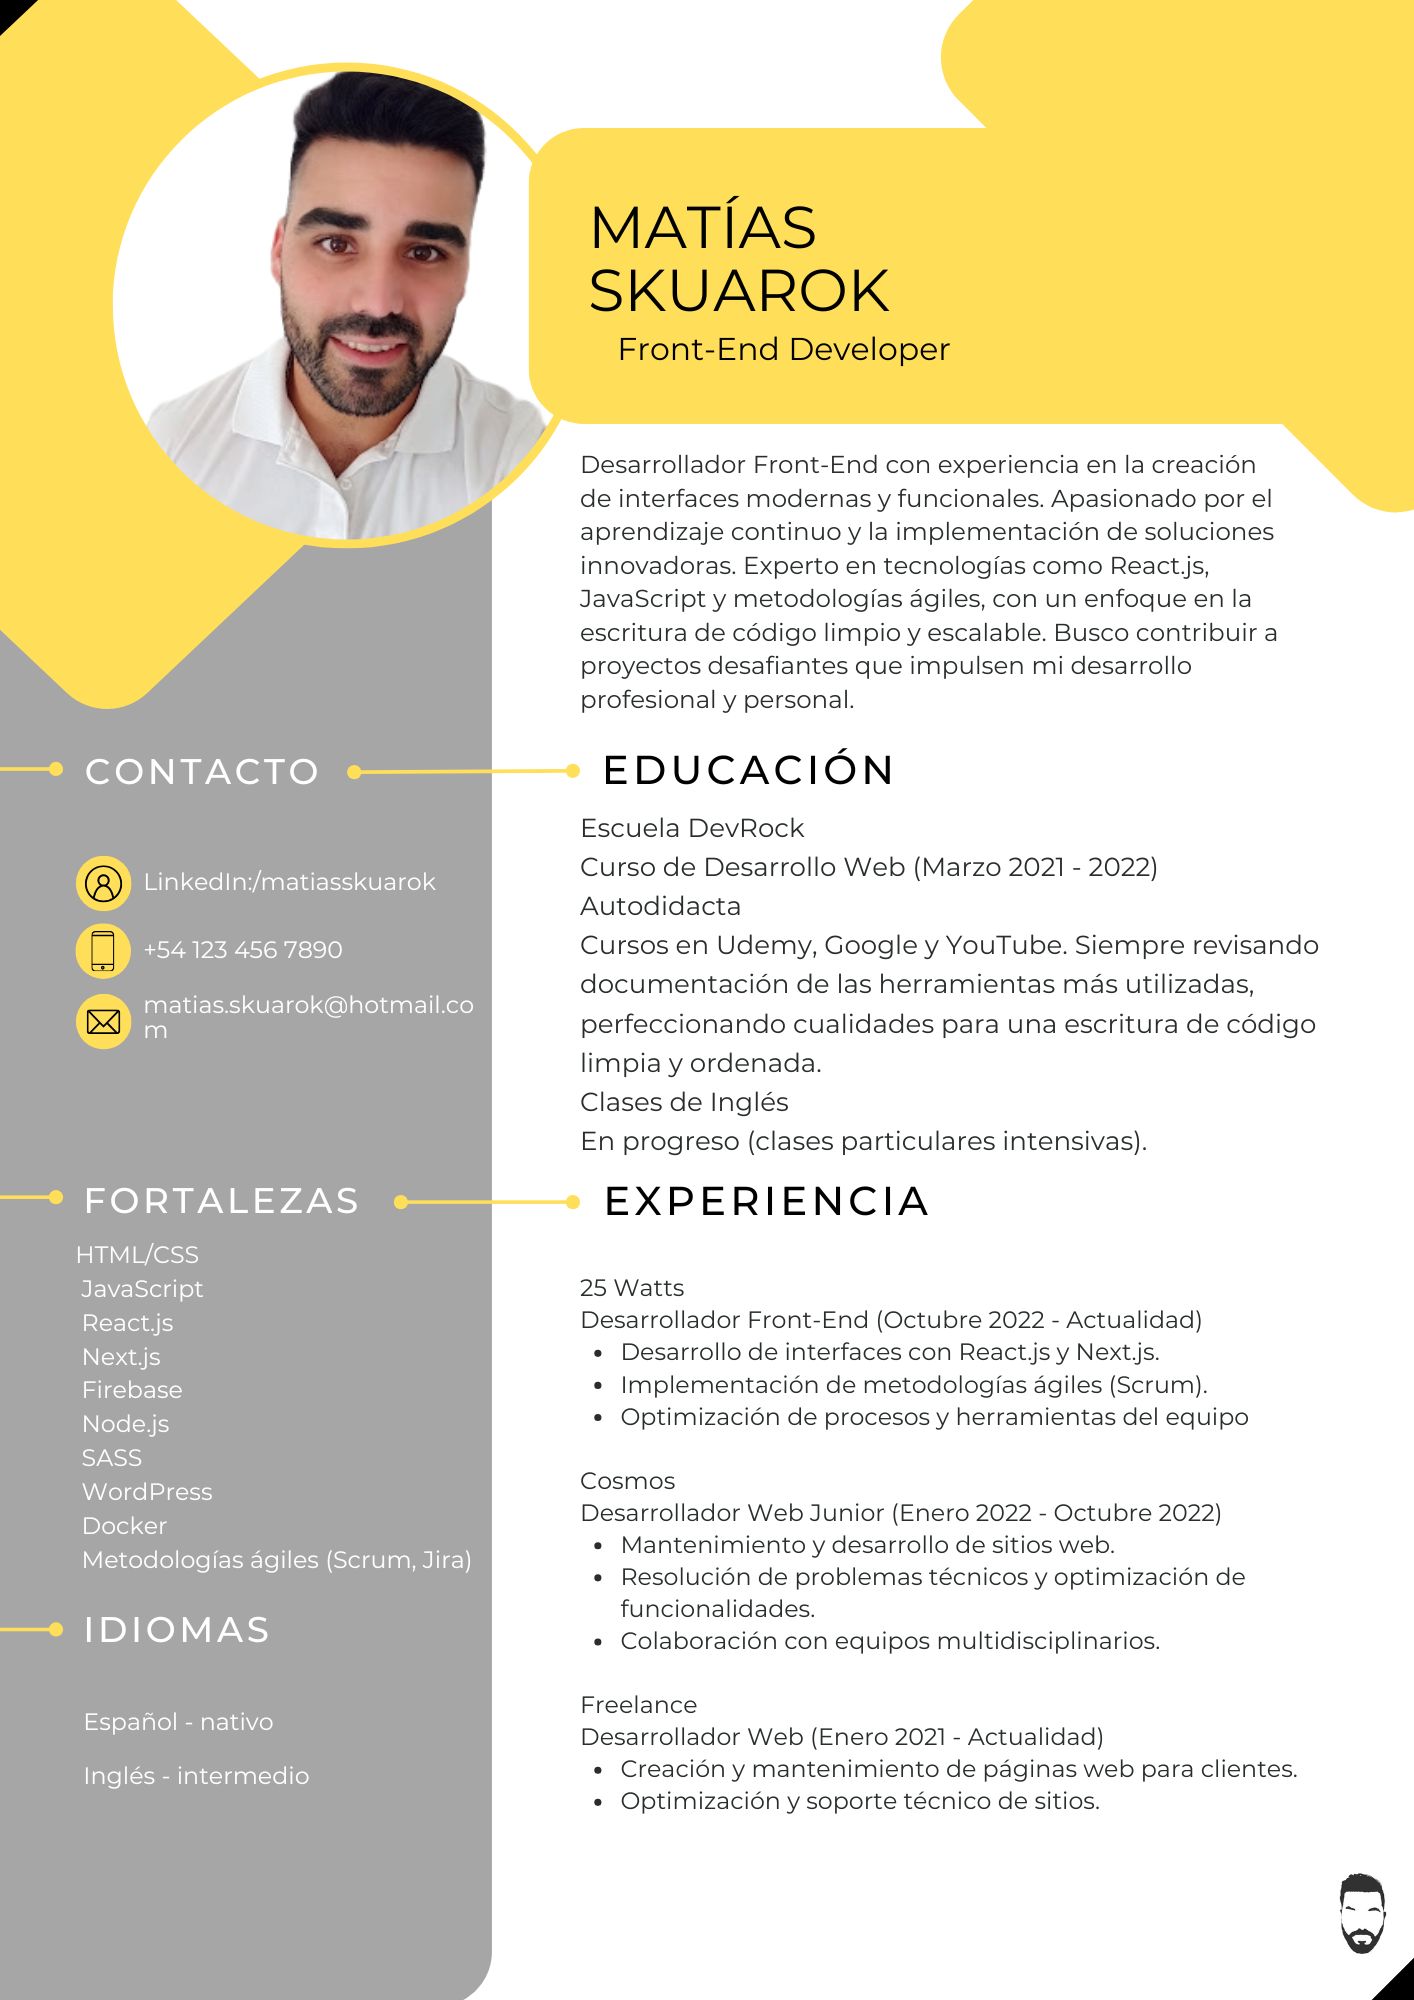 MATÍAS
SKUAROK
Front-End Developer
Desarrollador Front-End con experiencia en la creación
de interfaces modernas y funcionales. Apasionado por el
aprendizaje continuo y la implementación de soluciones
innovadoras. Experto en tecnologías como React.js,
JavaScript y metodologías ágiles, con un enfoque en la
escritura de código limpio y escalable. Busco contribuir a
proyectos desafiantes que impulsen mi desarrollo
profesional y personal.
CONTACTO
LinkedIn:/matiasskuarok
+54 123 456 7890
matias.skuarok@hotmail.co
m
FORTALEZAS
HTML/CSS
JavaScript
React.js
Next.js
Firebase
Node.js
SASS
WordPress
Docker
Metodologías ágiles (Scrum, Jira)
IDIOMAS
Español - nativo
Inglés - intermedio
EDUCACIÓN
Escuela DevRock
Curso de Desarrollo Web (Marzo 2021 - 2022)
Autodidacta
Cursos en Udemy, Google y YouTube. Siempre revisando
documentación de las herramientas más utilizadas,
perfeccionando cualidades para una escritura de código
limpia y ordenada.
Clases de Inglés
En progreso (clases particulares intensivas).
EXPERIENCIA
25 Watts
Desarrollador Front-End (Octubre 2022 - Actualidad)
• Desarrollo de interfaces con React.js y Next.js.
• Implementación de metodologías ágiles (Scrum).
• Optimización de procesos y herramientas del equipo
Cosmos
Desarrollador Web Junior (Enero 2022 - Octubre 2022)
• Mantenimiento y desarrollo de sitios web.
• Resolución de problemas técnicos y optimización de
funcionalidades.
• Colaboración con equipos multidisciplinarios.
Freelance
Desarrollador Web (Enero 2021 - Actualidad)
• Creación y mantenimiento de páginas web para clientes.
• Optimización y soporte técnico de sitios.